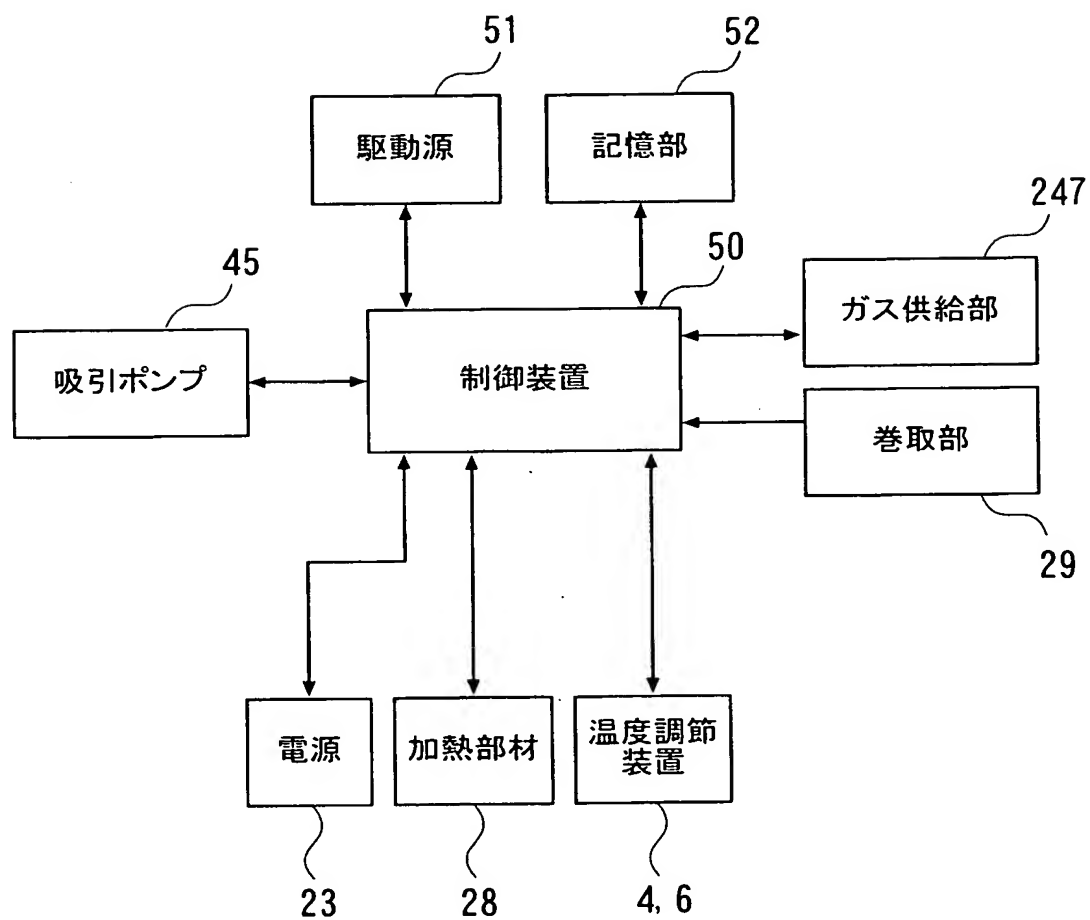 51
52
駆動源
記憶部
247
45
50
ガス供給部
吸引ポンプ
制御装置
巻取部
29
電源
加熱部材
温度調節
装置
23
28
4, 6